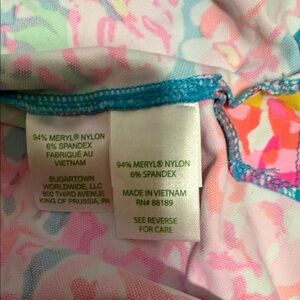 94% MERYL® NYLON
6% SPANDEX
FABRIQUÉ AU
VIETNAM
SUGARTOWN
WORLDWIDE, LLC
800 THIRD AVENUE
KING OF PRUSSIA, PA
94% MERYL® NYLON
6% SPANDEX
MADE IN VIETNAM
RN# 88189
SEE REVERSE
FOR CARE